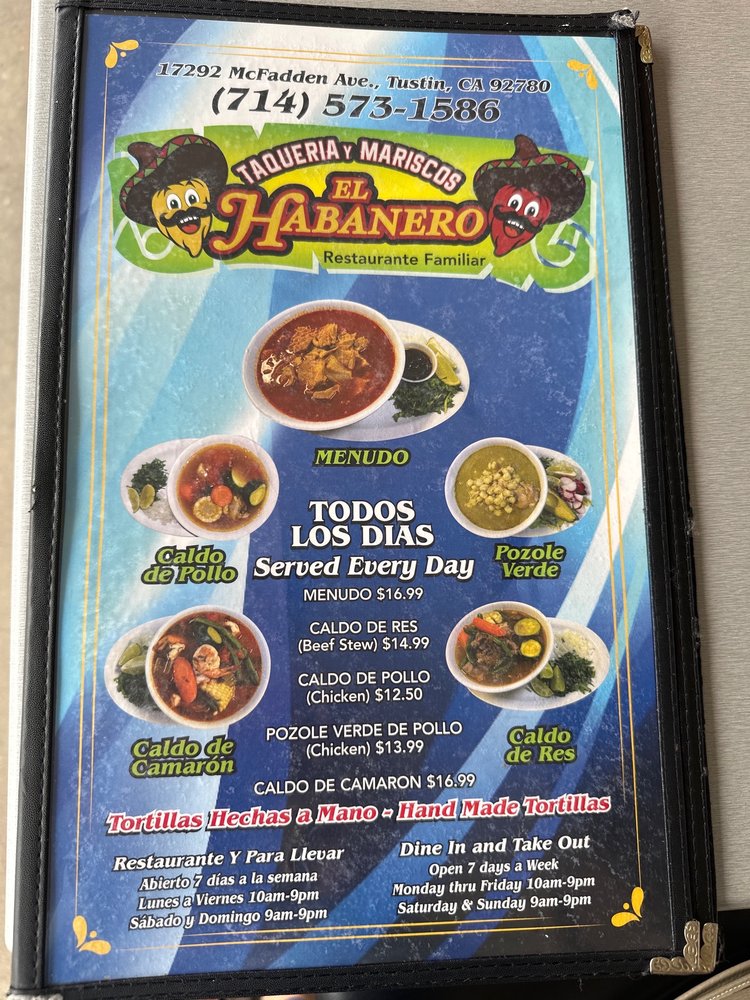 17292 McFadden Ave., Tustin, CA 92780
(714) 573-1586
TAQUERIA Y MARISCOS
EL
HABANERO
Restaurante Familiar
MENUDO
Caldo
de Pollo
TODOS
LOS DIAS
Served Every Day
Pozole
Verde
MENUDO $16.99
CALDO DE RES
(Beef Stew) $14.99
CALDO DE POLLO
(Chicken) $12.50
POZOLE VERDE DE POLLO
(Chicken) $13.99
Caldo de
Camarón
Caldo
de Res
CALDO DE CAMARON $16.99
Tortillas Hechas a Mano - Hand Made Tortillas
Restaurante Y Para Llevar
Abierto 7 días a la semana
Lunes a Viernes 10am-9pm
Sábado y Domingo 9am-9pm
Dine In and Take Out
Open 7 days a Week
Monday thru Friday 10am-9pm
Saturday & Sunday 9am-9pm